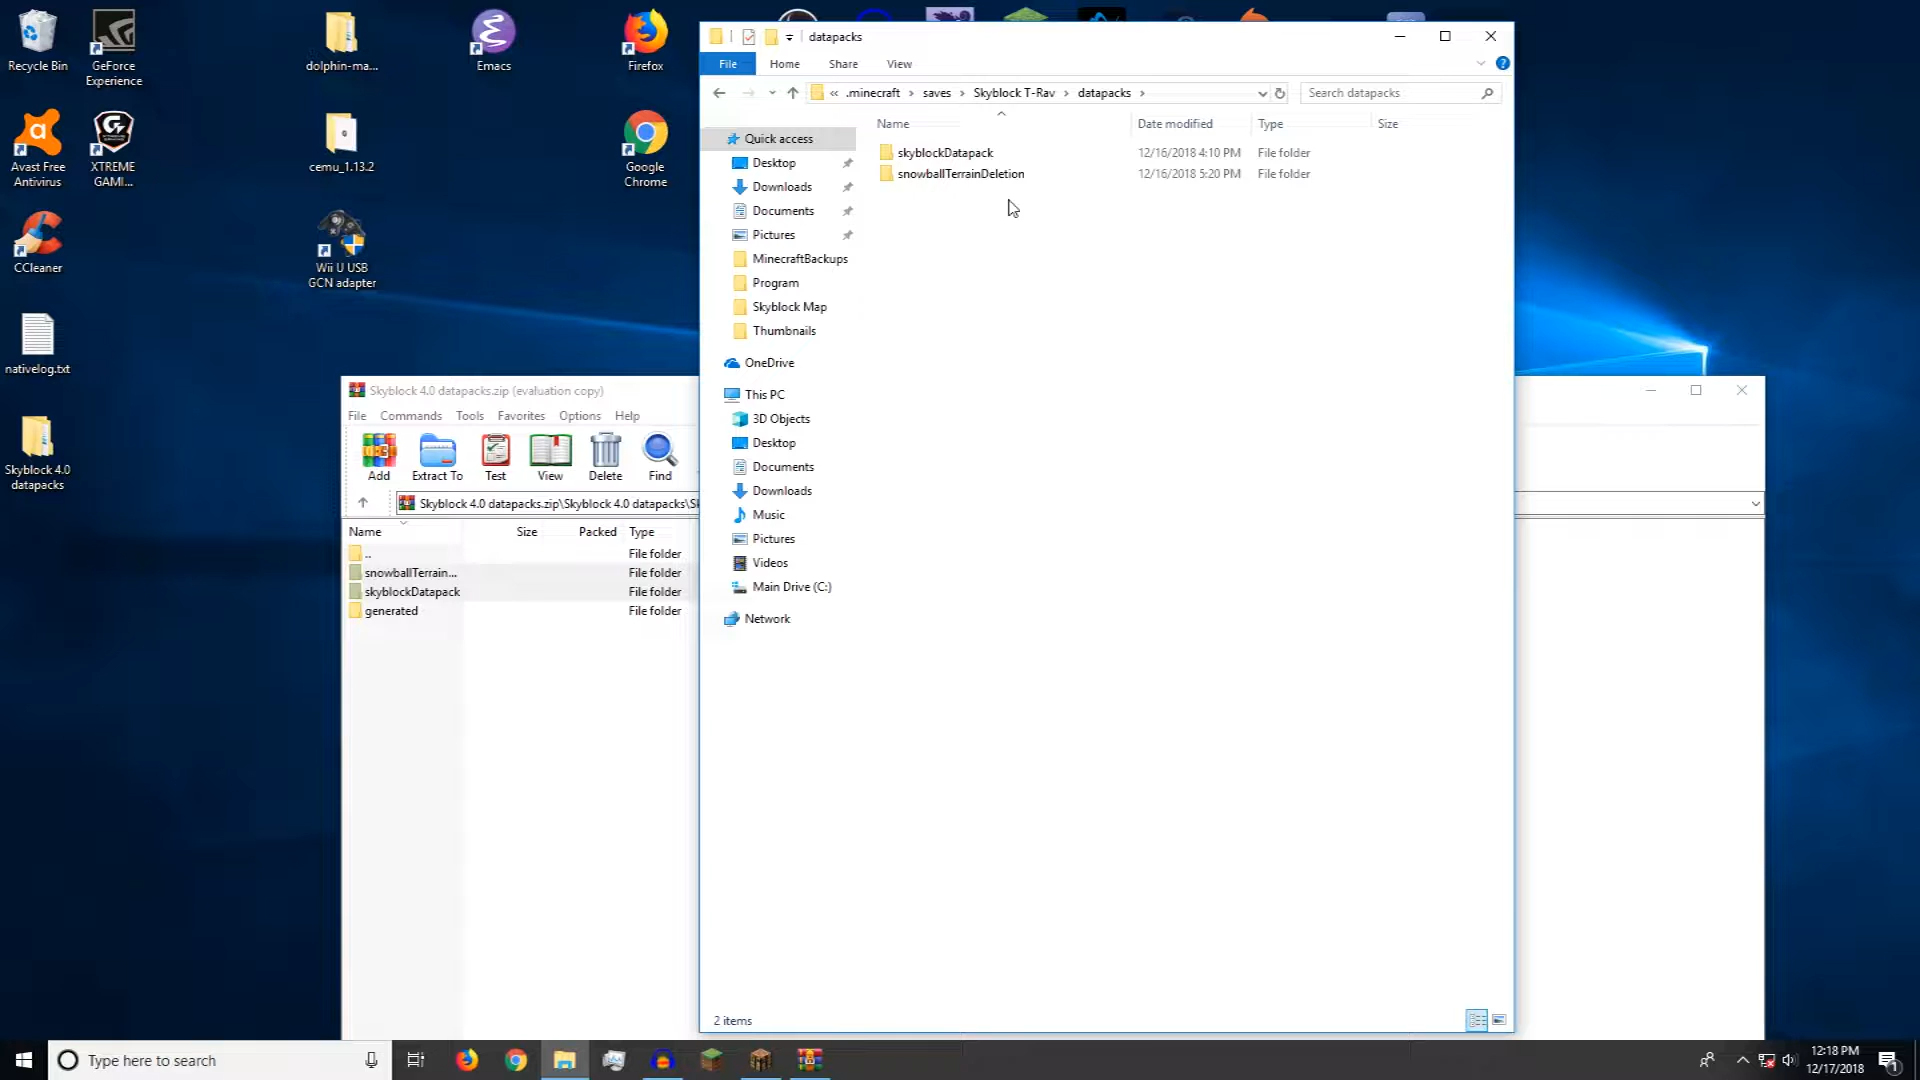 Recycle Bin
GeForce
Experience
dolphin-ma...
Emacs
Firefox
Avast Free
Antivirus
XTREME
GAMI...
cemu_1.13.2
Google
Chrome
CCleaner
Wii U USB
GCN adapter
nativelog.txt
Skyblock 4.0
datapacks
datapacks
File Home Share View
« .minecraft › saves › Skyblock T-Rav › datapacks ›
Search datapacks
Name Date modified Type Size
skyblockDatapack 12/16/2018 4:10 PM File folder
snowballTerrainDeletion 12/16/2018 5:20 PM File folder
Quick access
Desktop
Downloads
Documents
Pictures
MinecraftBackups
Program
Skyblock Map
Thumbnails
OneDrive
This PC
3D Objects
Desktop
Documents
Downloads
Music
Pictures
Videos
Main Drive (C:)
Network
2 items
Skyblock 4.0 datapacks.zip (evaluation copy)
File Commands Tools Favorites Options Help
Add Extract To Test View Delete Find
Skyblock 4.0 datapacks.zip\Skyblock 4.0 datapacks\Sk
Name Size Packed Type
.. File folder
snowballTerrain... File folder
skyblockDatapack File folder
generated File folder
Type here to search
12:18 PM
12/17/2018
1